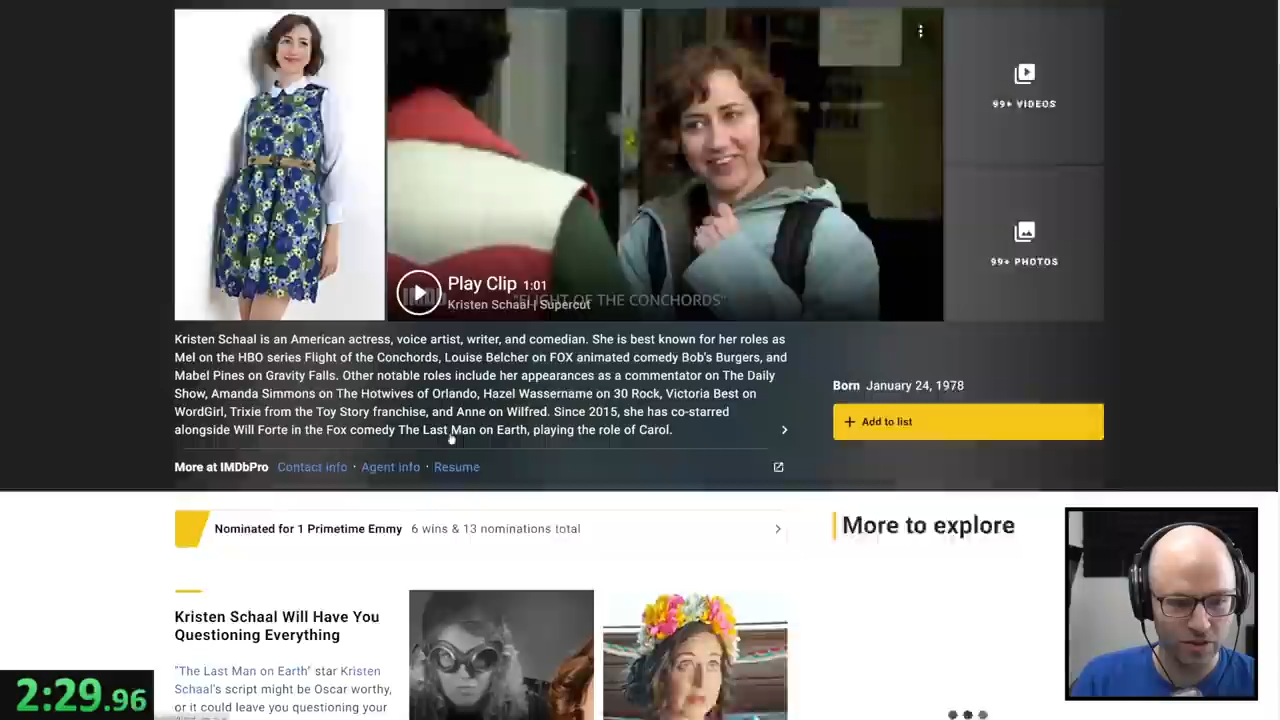 99+ VIDEOS
99+ PHOTOS
Play Clip 1:01
"FLIGHT OF THE CONCHORDS"
Kristen Schaal | Supercut
Kristen Schaal is an American actress, voice artist, writer, and comedian. She is best known for her roles as
Mel on the HBO series Flight of the Conchords, Louise Belcher on FOX animated comedy Bob's Burgers, and
Mabel Pines on Gravity Falls. Other notable roles include her appearances as a commentator on The Daily
Show, Amanda Simmons on The Hotwives of Orlando, Hazel Wassername on 30 Rock, Victoria Best on
WordGirl, Trixie from the Toy Story franchise, and Anne on Wilfred. Since 2015, she has co-starred
alongside Will Forte in the Fox comedy The Last Man on Earth, playing the role of Carol.
Born January 24, 1978
+ Add to list
More at IMDbPro Contact info · Agent info · Resume
Nominated for 1 Primetime Emmy 6 wins & 13 nominations total
More to explore
Kristen Schaal Will Have You
Questioning Everything
"The Last Man on Earth" star Kristen
Schaal's script might be Oscar worthy,
or it could leave you questioning your
2:29.96